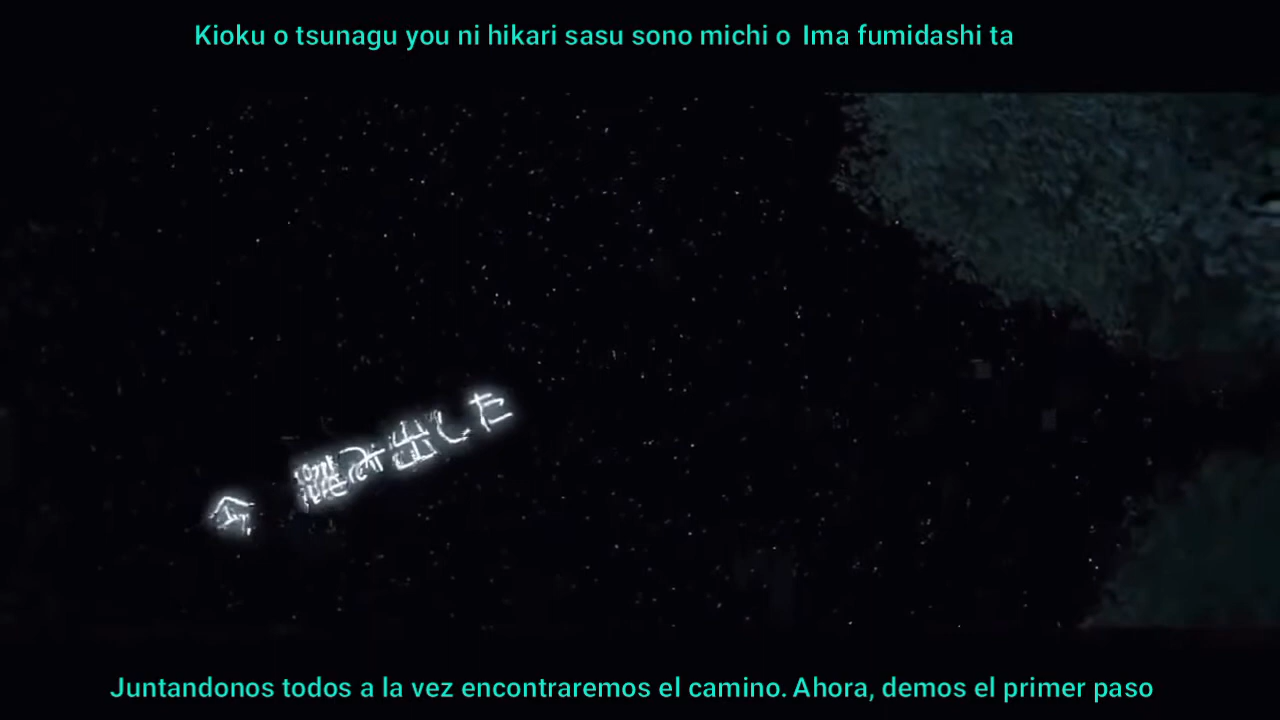 Kioku o tsunagu you ni hikari sasu sono michi o Ima fumidashi ta
今 踏み出した
Juntandonos todos a la vez encontraremos el camino. Ahora, demos el primer paso